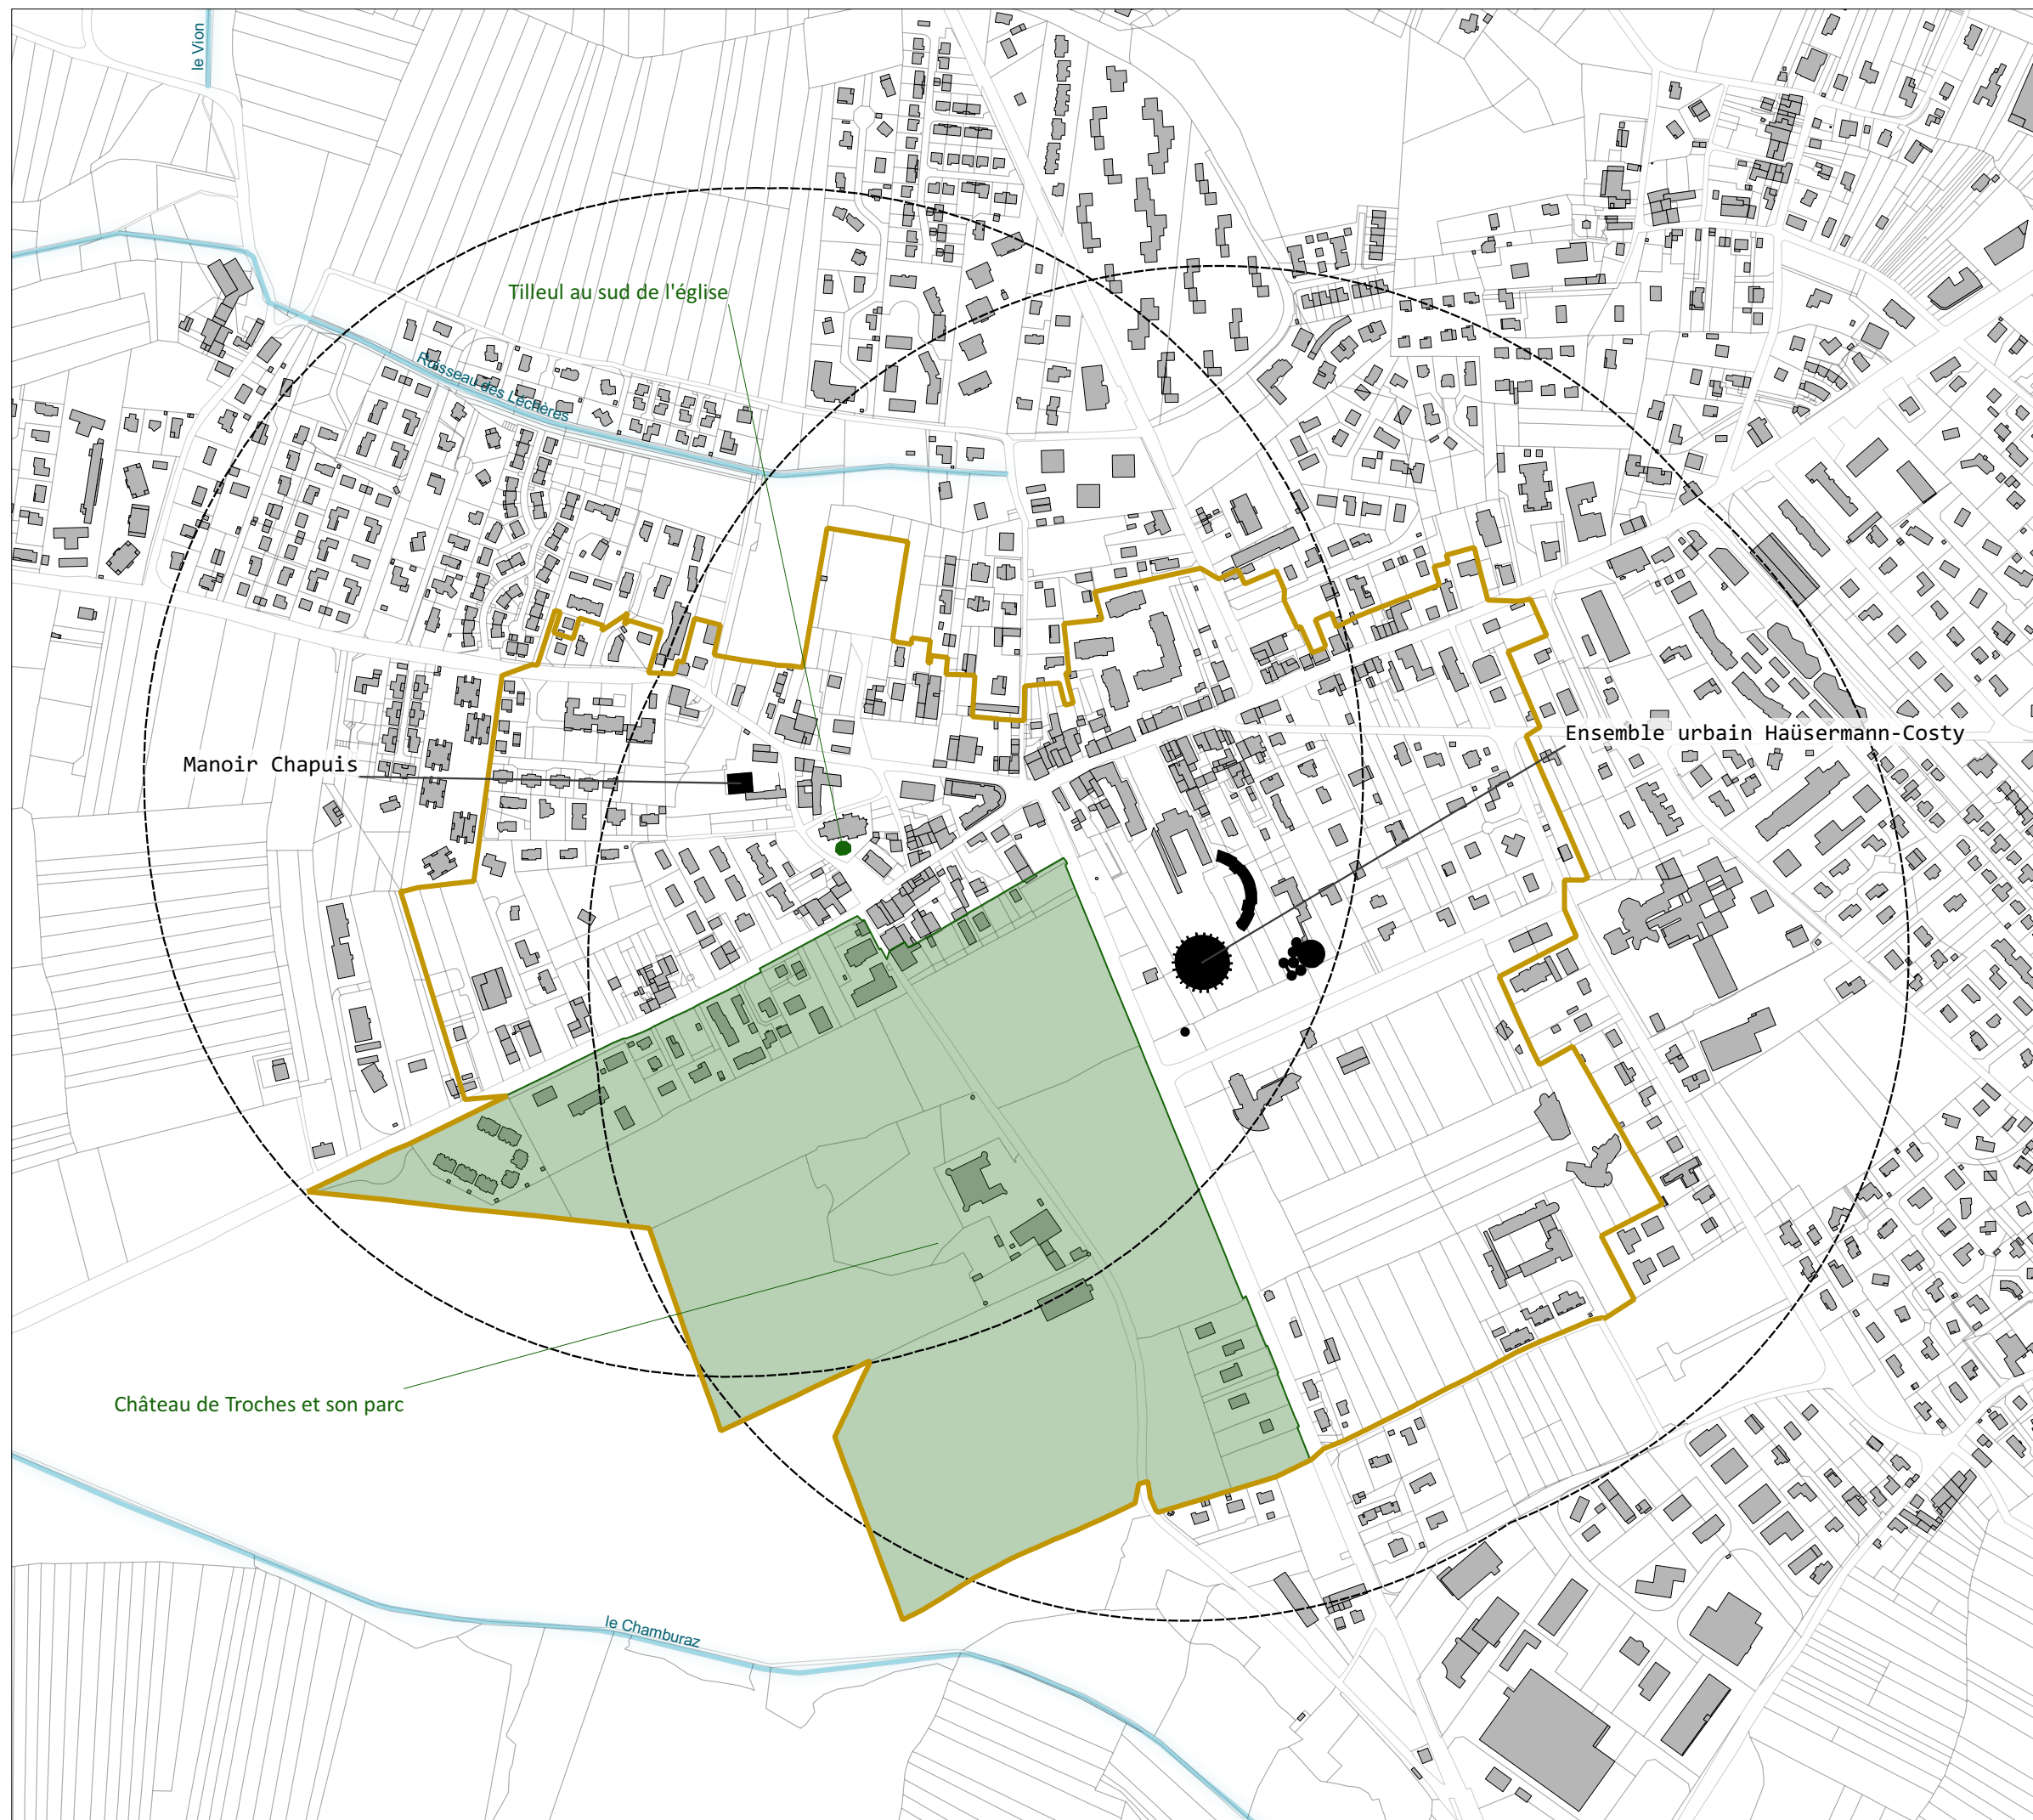 le Vion
Tilleul au sud de l'église
Ruisseau des Léchères
Ensemble urbain Haüsermann-Costy
Manoir Chapuis
Château de Troches et son parc
le Chamburaz